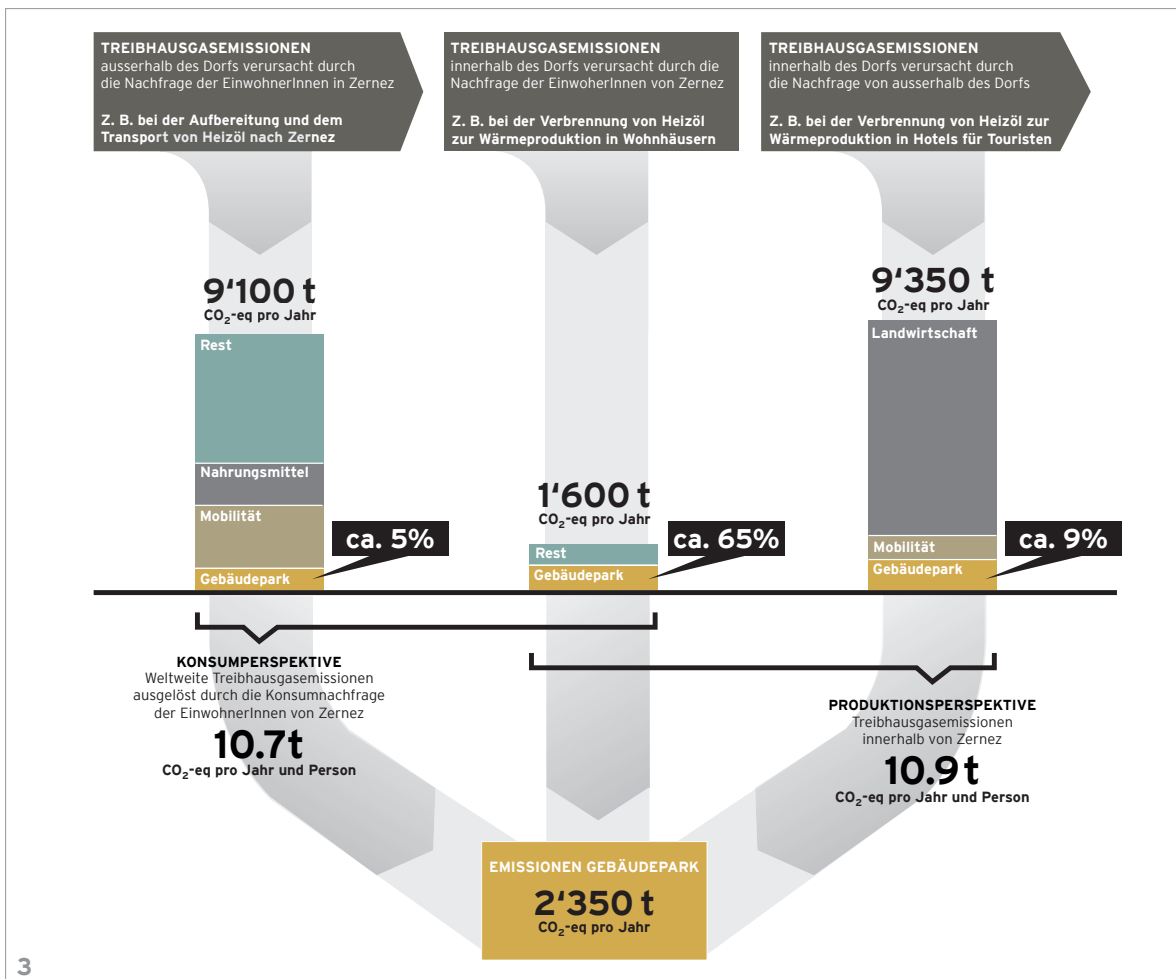 TREIBHAUSGASEMISSIONEN
ausserhalb des Dorfs verursacht durch
die Nachfrage der EinwohnerInnen in Zernez
Z. B. bei der Aufbereitung und dem
Transport von Heizöl nach Zernez
TREIBHAUSGASEMISSIONEN
innerhalb des Dorfs verursacht durch die
Nachfrage der EinwoherInnen von Zernez
Z. B. bei der Verbrennung von Heizöl
zur Wärmeproduktion in Wohnhäusern
TREIBHAUSGASEMISSIONEN
innerhalb des Dorfs verursacht durch
die Nachfrage von ausserhalb des Dorfs
Z. B. bei der Verbrennung von Heizöl zur
Wärmeproduktion in Hotels für Touristen
9‘100 t
CO₂-eq pro Jahr
Rest
Nahrungsmittel
Mobilität
Gebäudepark
ca. 5%
1‘600 t
CO₂-eq pro Jahr
Rest
Gebäudepark
ca. 65%
9‘350 t
CO₂-eq pro Jahr
Landwirtschaft
Mobilität
Gebäudepark
ca. 9%
KONSUMPERSPEKTIVE
Weltweite Treibhausgasemissionen
ausgelöst durch die Konsumnachfrage
der EinwohnerInnen von Zernez
10.7t
CO₂-eq pro Jahr und Person
PRODUKTIONSPERSPEKTIVE
Treibhausgasemissionen
innerhalb von Zernez
10.9t
CO₂-eq pro Jahr und Person
EMISSIONEN GEBÄUDEPARK
2‘350 t
CO₂-eq pro Jahr
3